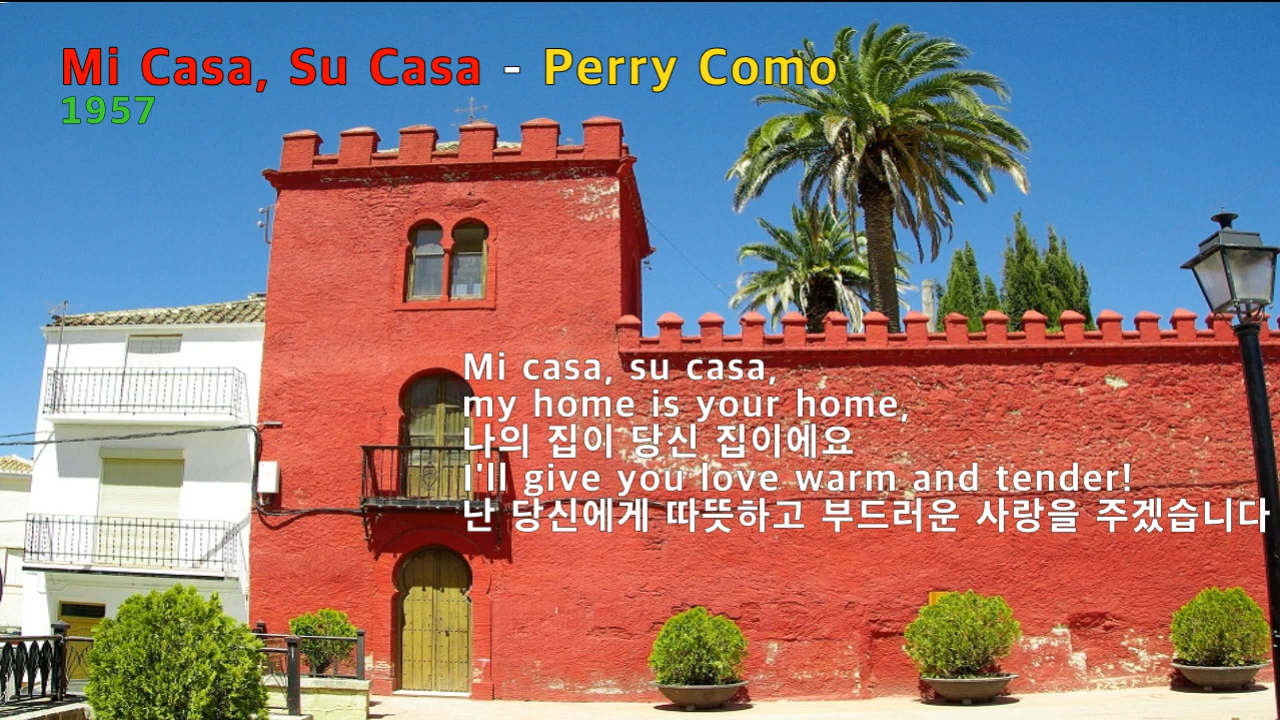 Mi Casa, Su Casa - Perry Como
1957
Mi casa, su casa,
my home is your home,
나의 집이 당신 집이에요
I'll give you love warm and tender!
난 당신에게 따뜻하고 부드러운 사랑을 주겠습니다